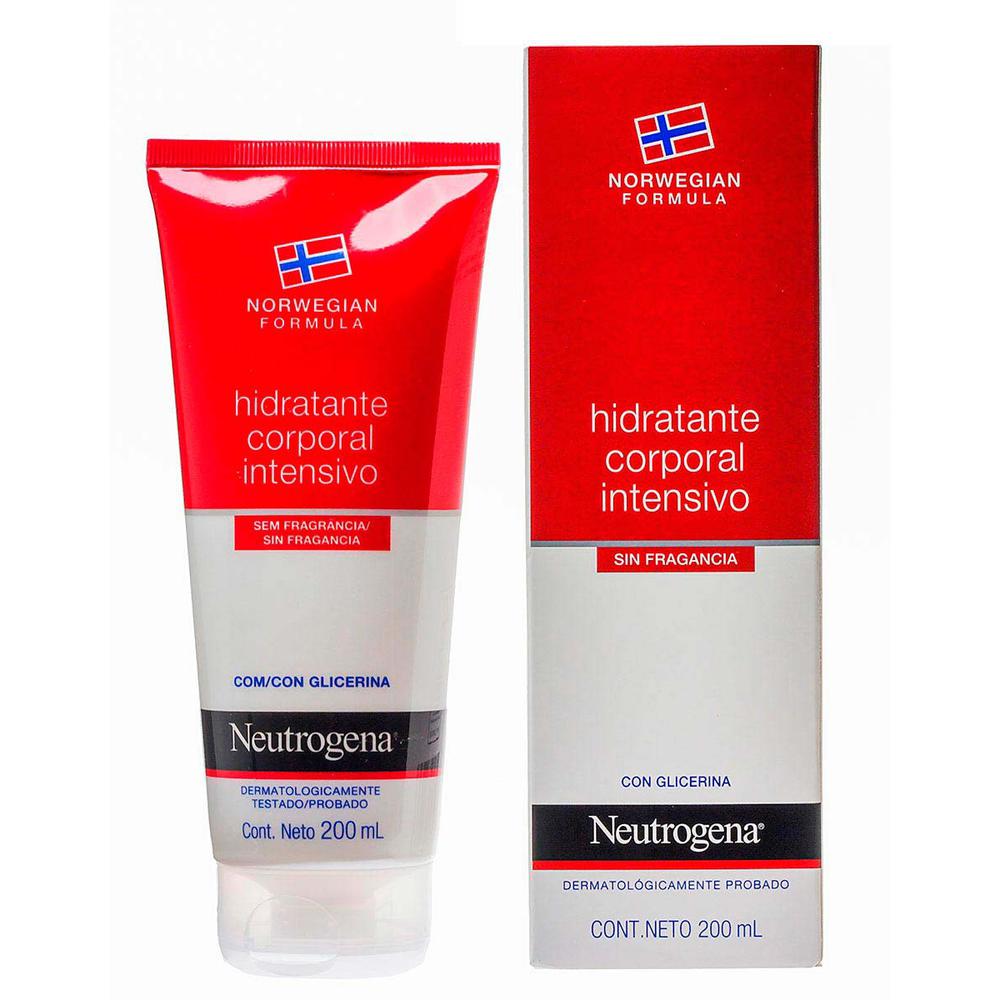 NORWEGIAN
FORMULA
hidratante
corporal
intensivo
SEM FRAGRÂNCIA/
SIN FRAGANCIA
COM/CON GLICERINA
Neutrogena
DERMATOLOGICAMENTE
TESTADO/PROBADO
Cont. Neto 200 mL
NORWEGIAN
FORMULA
hidratante
corporal
intensivo
SIN FRAGANCIA
CON GLICERINA
Neutrogena®
DERMATOLÓGICAMENTE PROBADO
CONT.NETO 200 mL